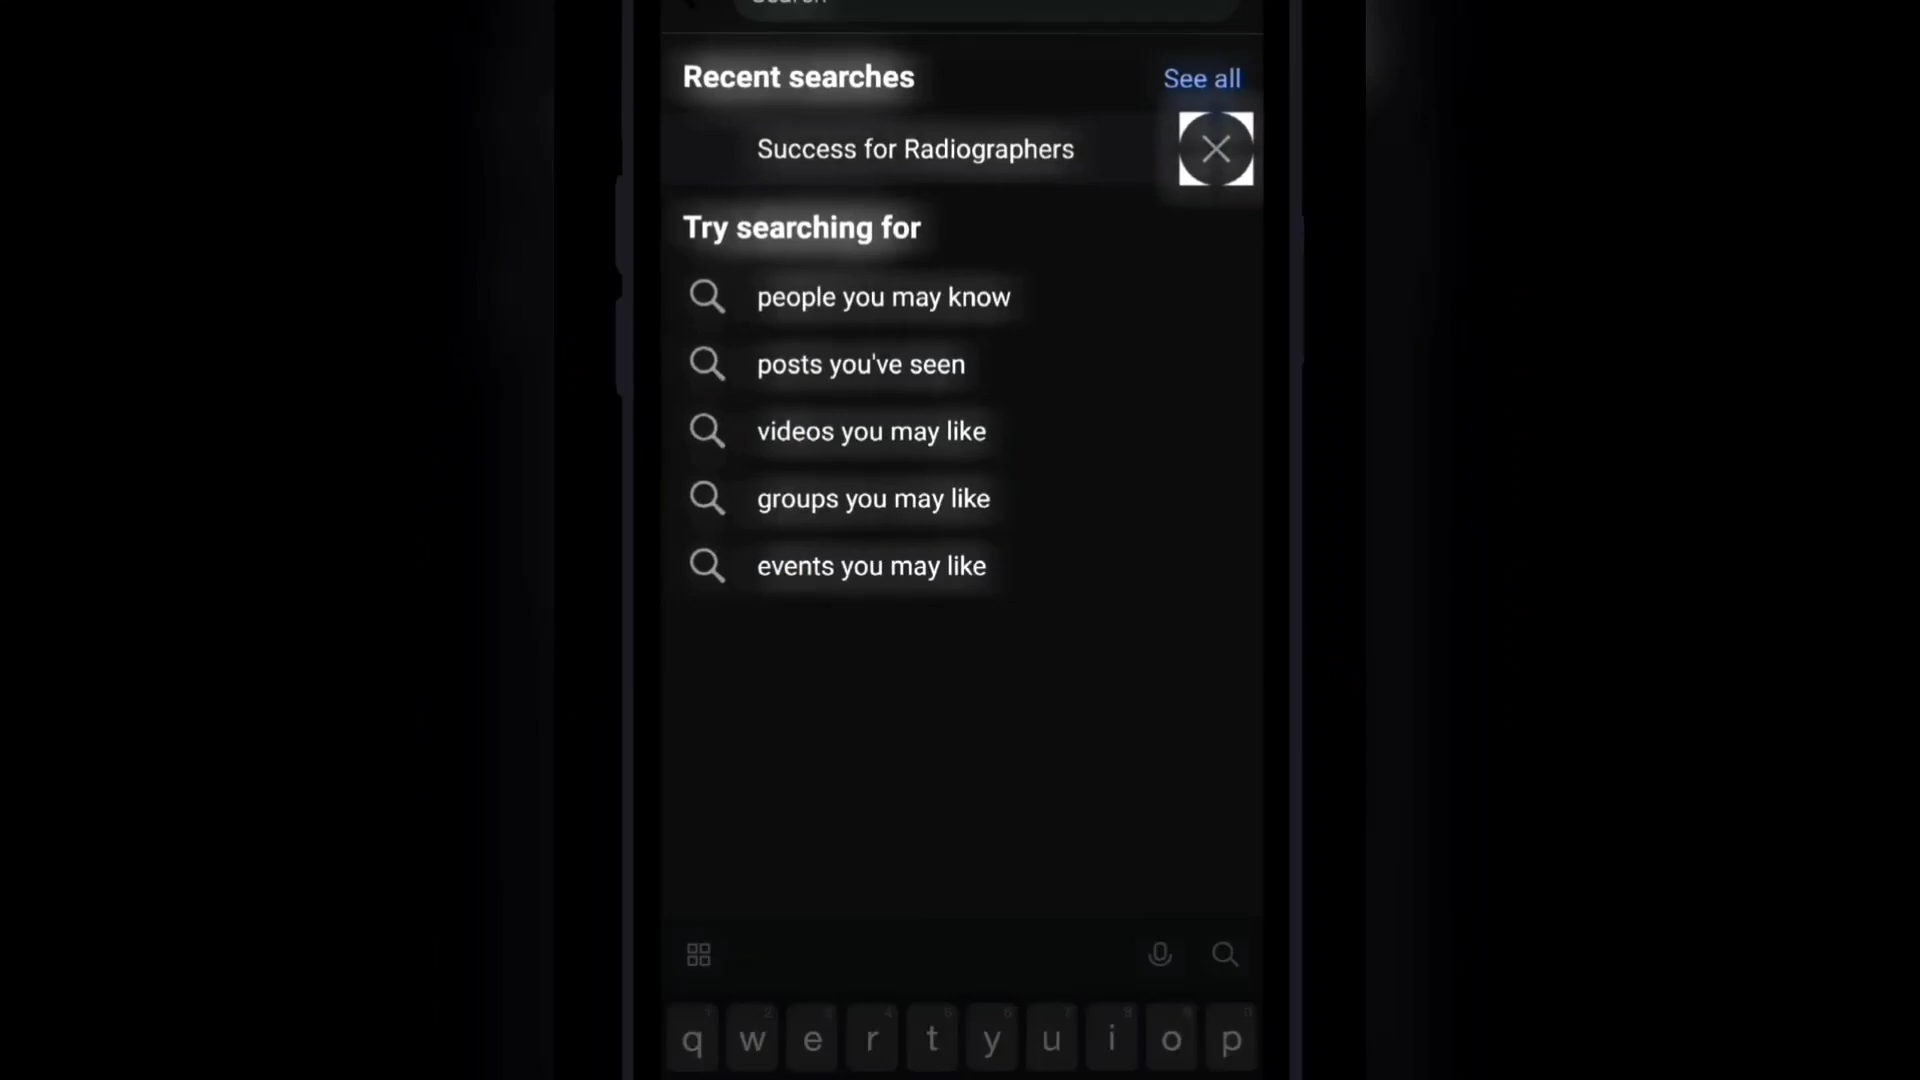 Search
Recent searches
See all
Success for Radiographers
Try searching for
people you may know
posts you've seen
videos you may like
groups you may like
events you may like
q w e r t y u i o p